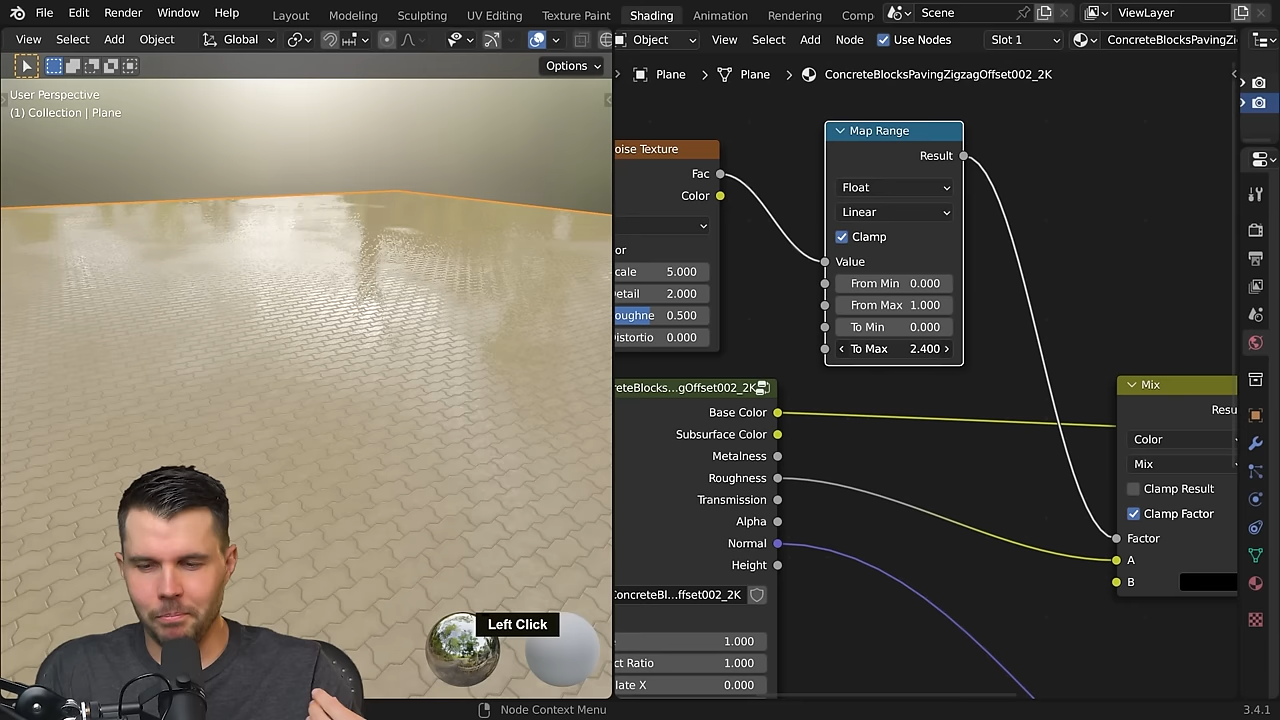 File Edit Render Window Help Layout Modeling Sculpting UV Editing Texture Paint Shading Animation Rendering Comp Scene ViewLayer
View Select Add Object Global Object View Select Add Node Use Nodes Slot 1 ConcreteBlocksPavingZi
Options
Plane Plane ConcreteBlocksPavingZigzagOffset002_2K
User Perspective
(1) Collection | Plane
Map Range
Result
Float
Linear
Clamp
Value
From Min 0.000
From Max 1.000
To Min 0.000
To Max 2.400
oise Texture
Fac
Color
or
cale 5.000
etail 2.000
oughne 0.500
istortio 0.000
reteBlocks...gOffset002_2K
Base Color
Subsurface Color
Metalness
Roughness
Transmission
Alpha
Normal
Height
ConcreteBl...ffset002_2K
1.000
ct Ratio 1.000
late X 0.000
Mix
Resu
Color
Mix
Clamp Result
Clamp Factor
Factor
A
B
Left Click
Node Context Menu
3.4.1